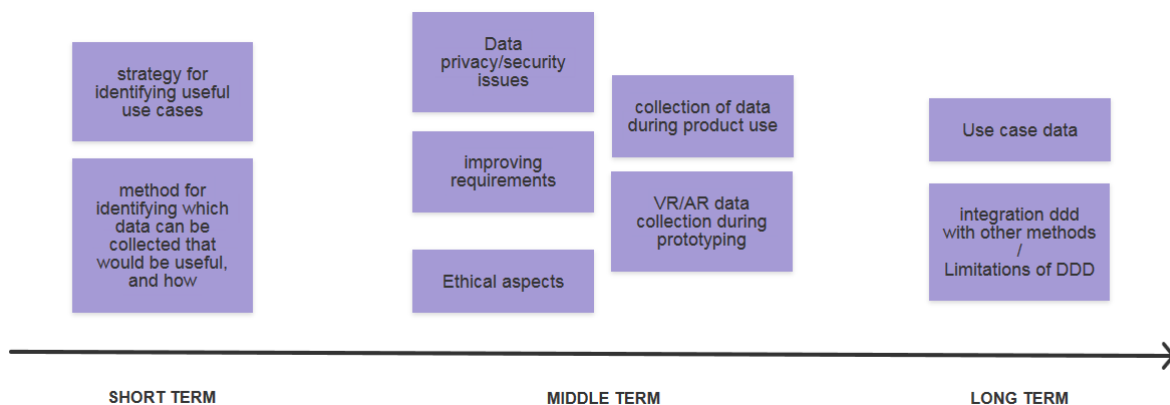 strategy for
identifying useful
use cases
method for
identifying which
data can be
collected that
would be useful,
and how
Data
privacy/security
issues
improving
requirements
Ethical aspects
collection of data
during product use
VR/AR data
collection during
prototyping
Use case data
integration ddd
with other methods
/
Limitations of DDD
SHORT TERM
MIDDLE TERM
LONG TERM